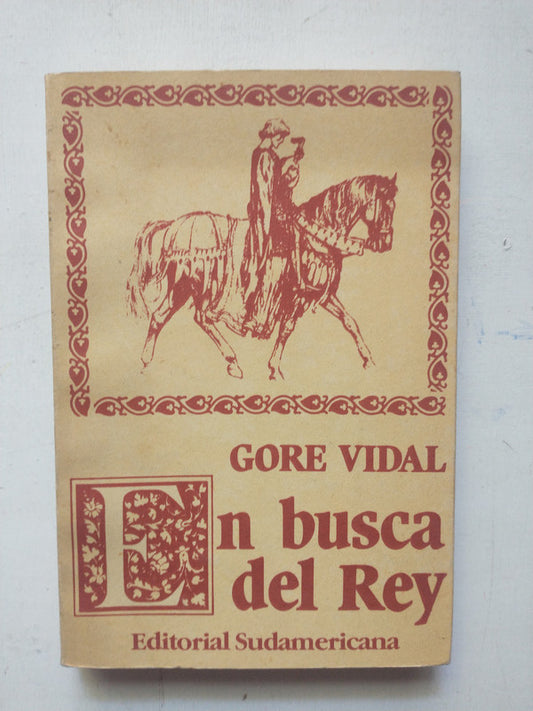 GORE VIDAL
En busca
del Rey
Editorial Sudamericana